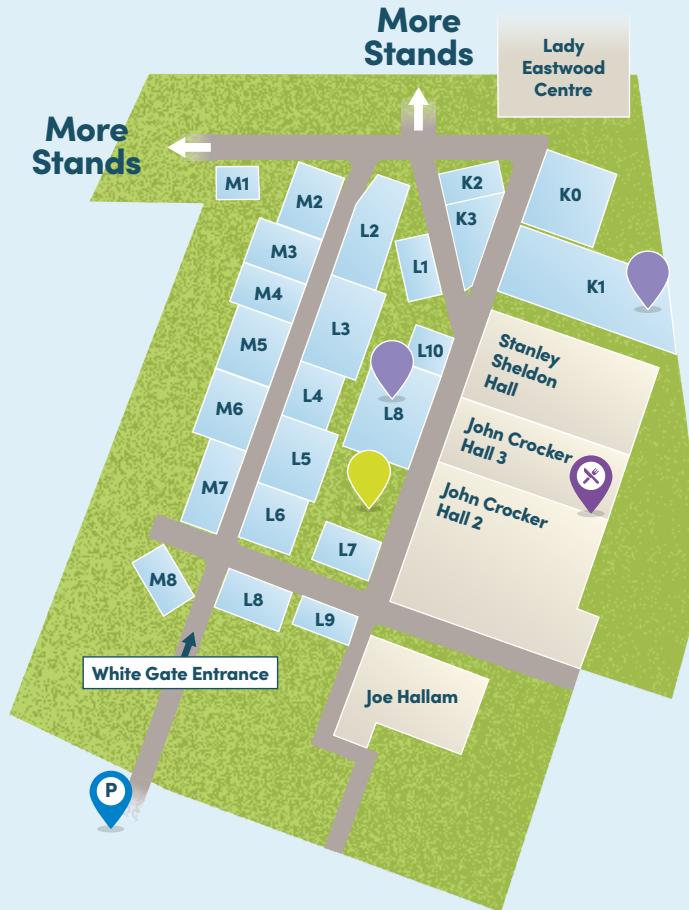 More
Stands
Lady
Eastwood
Centre
More
Stands
M1
M2
K2
K0
K3
L2
M3
L1
K1
M4
L3
M5
L10
Stanley
Sheldon
Hall
L4
M6
L8
John Crocker
Hall 3
L5
M7
John Crocker
Hall 2
L6
L7
M8
L8
L9
White Gate Entrance
Joe Hallam
P